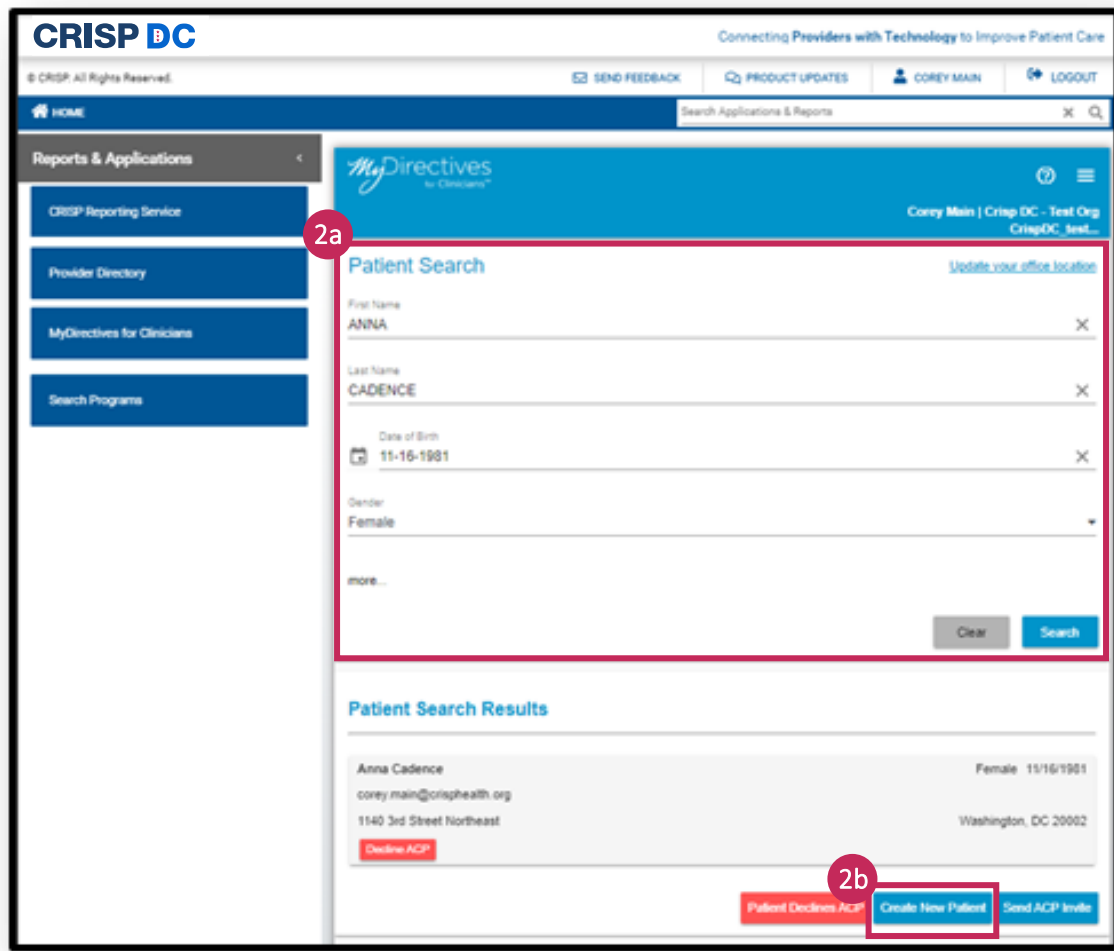 CRISP DC
Connecting Providers with Technology to Improve Patient Care
© CRISP. All Rights Reserved.
SEND FEEDBACK
PRODUCT UPDATES
COREY MAIN
LOGOUT
HOME
Search Applications & Reports
Reports & Applications
CRISP Reporting Service
Provider Directory
MyDirectives for Clinicians
Search Programs
MyDirectives
for Clinicians™
Corey Main | Crisp DC - Test Org
CrispDC_test...
2a
Patient Search
Update your office location
First Name
ANNA
Last Name
CADENCE
Date of Birth
11-16-1981
Gender
Female
more...
Clear
Search
Patient Search Results
Anna Cadence
Female 11/16/1981
corey.main@crisphealth.org
1140 3rd Street Northeast
Washington, DC 20002
Decline ACP
2b
Patient Declines ACP
Create New Patient
Send ACP Invite